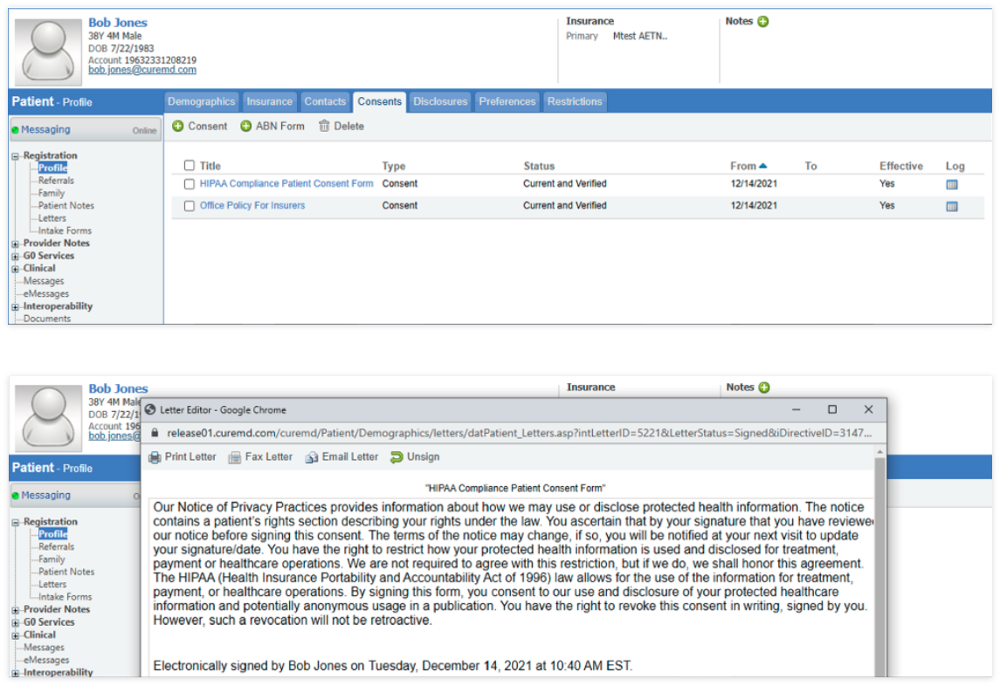 Bob Jones
38Y 4M Male
DOB 7/22/1983
Account 19632331208219
bob.jones@curemd.com
Insurance
Primary Mtest AETN..
Notes
Patient - Profile
Demographics Insurance Contacts Consents Disclosures Preferences Restrictions
Messaging Online
Consent ABN Form Delete
Registration
Profile
Referrals
Family
Patient Notes
Letters
Intake Forms
Provider Notes
G0 Services
Clinical
Messages
eMessages
Interoperability
Documents
Title Type Status From To Effective Log
HIPAA Compliance Patient Consent Form Consent Current and Verified 12/14/2021 Yes
Office Policy For Insurers Consent Current and Verified 12/14/2021 Yes
Bob Jones
38Y 4M Male
DOB 7/22/1
Account 196
bob.jones@
Insurance
Notes
Patient - Profile
Messaging O
Registration
Profile
Referrals
Family
Patient Notes
Letters
Intake Forms
Provider Notes
G0 Services
Clinical
Messages
eMessages
Interoperability
Letter Editor - Google Chrome
release01.curemd.com/curemd/Patient/Demographics/letters/datPatient_Letters.asp?intLetterID=5221&LetterStatus=Signed&iDirectiveID=3147...
Print Letter Fax Letter Email Letter Unsign
"HIPAA Compliance Patient Consent Form"
Our Notice of Privacy Practices provides information about how we may use or disclose protected health information. The notice
contains a patient's rights section describing your rights under the law. You ascertain that by your signature that you have reviewed
our notice before signing this consent. The terms of the notice may change, if so, you will be notified at your next visit to update
your signature/date. You have the right to restrict how your protected health information is used and disclosed for treatment,
payment or healthcare operations. We are not required to agree with this restriction, but if we do, we shall honor this agreement.
The HIPAA (Health Insurance Portability and Accountability Act of 1996) law allows for the use of the information for treatment,
payment, or healthcare operations. By signing this form, you consent to our use and disclosure of your protected healthcare
information and potentially anonymous usage in a publication. You have the right to revoke this consent in writing, signed by you.
However, such a revocation will not be retroactive.
Electronically signed by Bob Jones on Tuesday, December 14, 2021 at 10:40 AM EST.